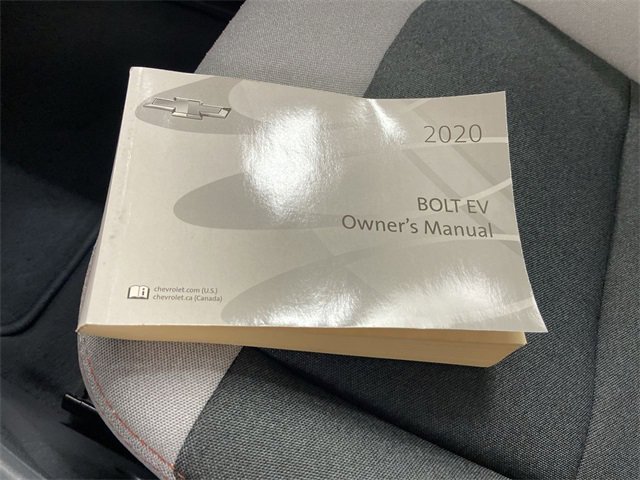 2020
BOLT EV
Owner's Manual
chevrolet.com (U.S.)
chevrolet.ca (Canada)